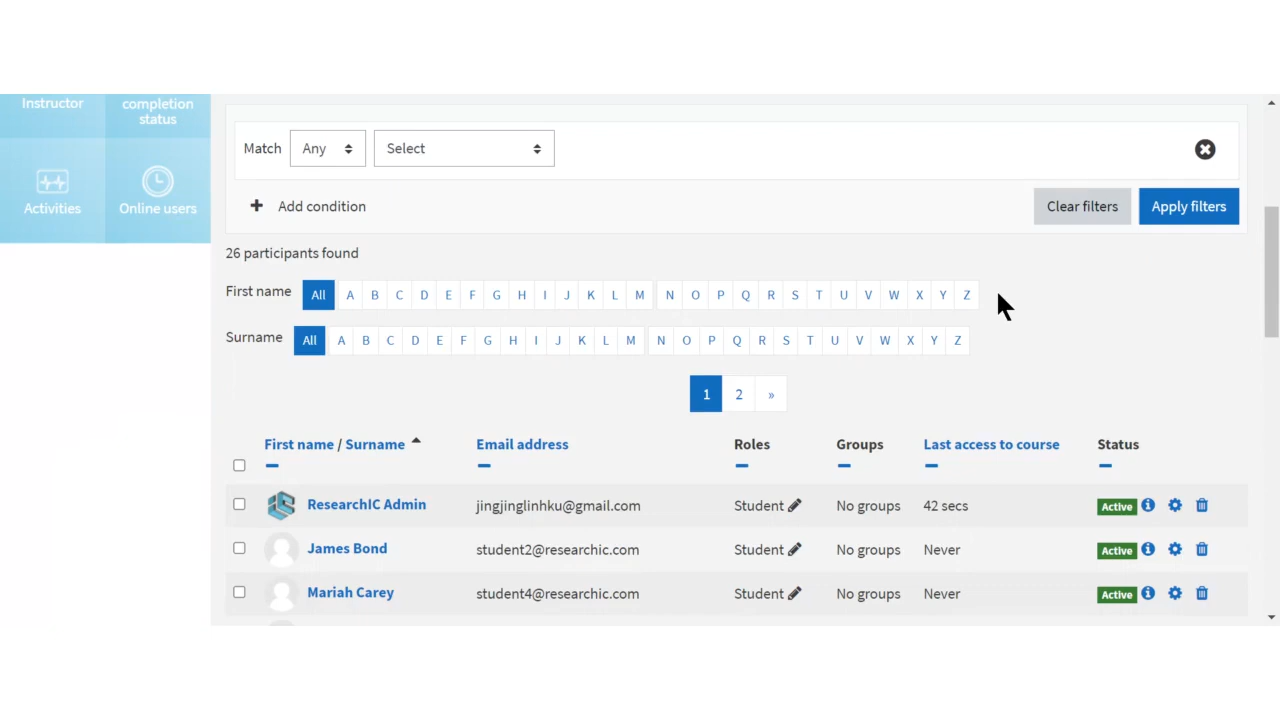 Instructor
completion
status
Activities
Online users
Match Any Select
Add condition Clear filters Apply filters
26 participants found
First name All A B C D E F G H I J K L M N O P Q R S T U V W X Y Z
Surname All A B C D E F G H I J K L M N O P Q R S T U V W X Y Z
1 2 »
First name / Surname Email address Roles Groups Last access to course Status
ResearchIC Admin jingjinglinhku@gmail.com Student No groups 42 secs Active
James Bond student2@researchic.com Student No groups Never Active
Mariah Carey student4@researchic.com Student No groups Never Active